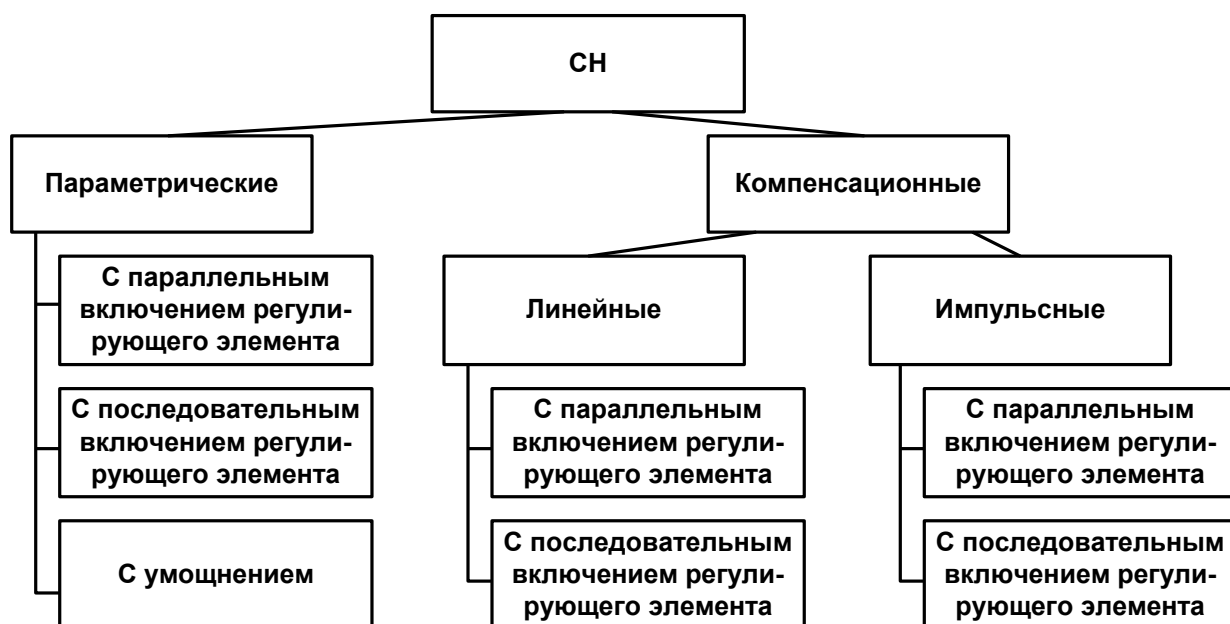 СН
Параметрические
Компенсационные
С параллельным
включением регули-
рующего элемента
Линейные
Импульсные
С последовательным
включением регули-
рующего элемента
С параллельным
включением регули-
рующего элемента
С параллельным
включением регули-
рующего элемента
С умощнением
С последовательным
включением регули-
рующего элемента
С последовательным
включением регули-
рующего элемента